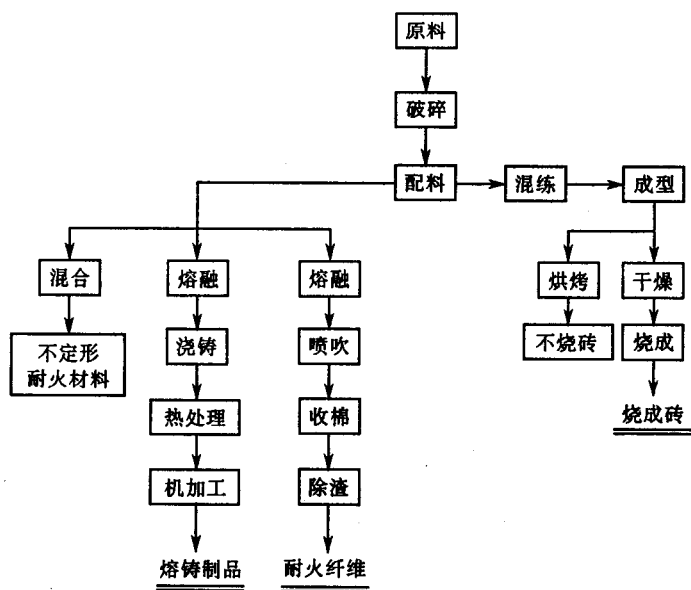 原料
破碎
配料
混练
成型
混合
熔融
熔融
烘烤
干燥
不定形
耐火材料
浇铸
喷吹
不烧砖
烧成
热处理
收棉
烧成砖
机加工
除渣
熔铸制品
耐火纤维